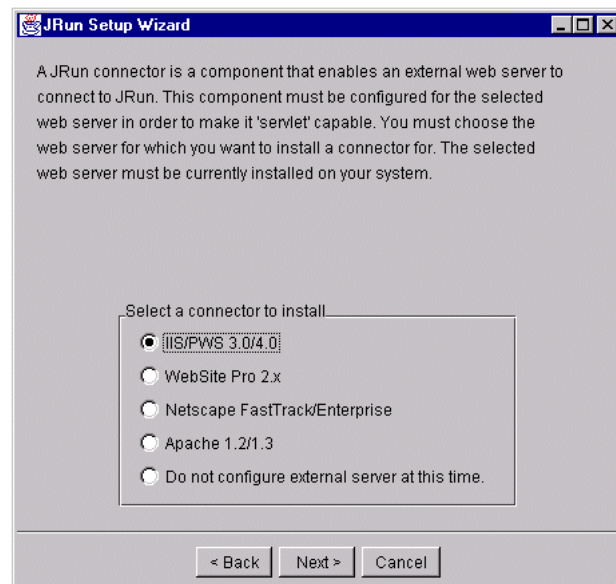 JRun Setup Wizard
A JRun connector is a component that enables an external web server to
connect to JRun. This component must be configured for the selected
web server in order to make it 'servlet' capable. You must choose the
web server for which you want to install a connector for. The selected
web server must be currently installed on your system.
Select a connector to install
IIS/PWS 3.0/4.0
WebSite Pro 2.x
Netscape FastTrack/Enterprise
Apache 1.2/1.3
Do not configure external server at this time.
< Back Next > Cancel